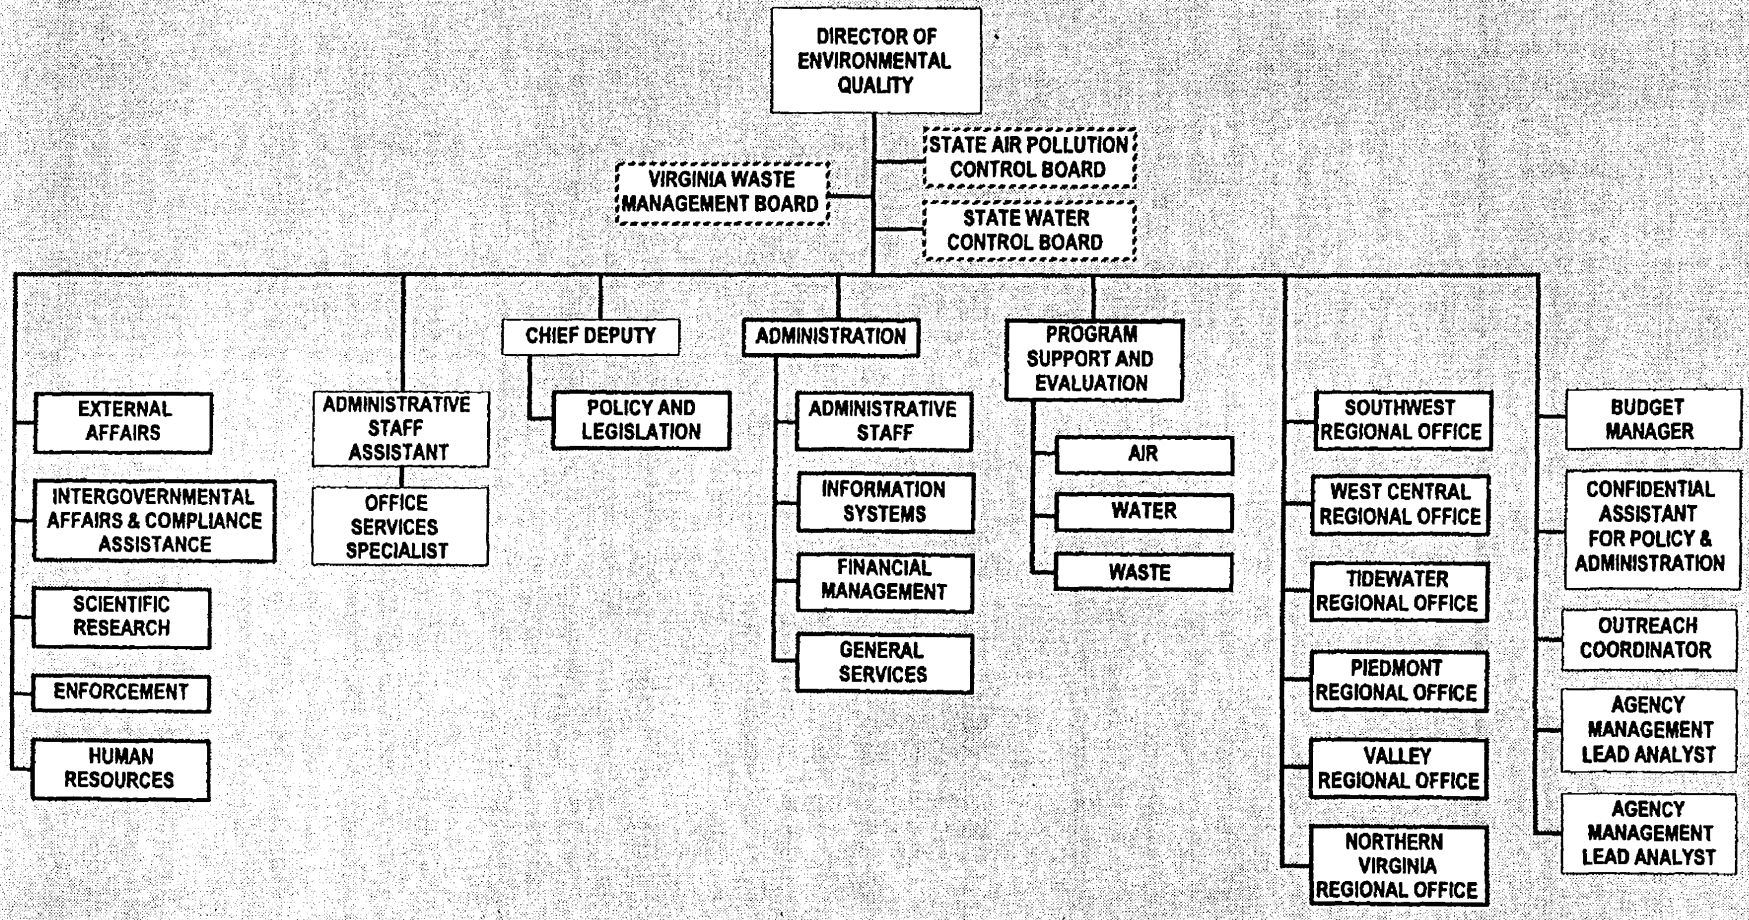 DIRECTOR OF
ENVIRONMENTAL
QUALITY
STATE AIR POLLUTION
CONTROL BOARD
VIRGINIA WASTE
MANAGEMENT BOARD
STATE WATER
CONTROL BOARD
EXTERNAL
AFFAIRS
INTERGOVERNMENTAL
AFFAIRS & COMPLIANCE
ASSISTANCE
SCIENTIFIC
RESEARCH
ENFORCEMENT
HUMAN
RESOURCES
ADMINISTRATIVE
STAFF
ASSISTANT
OFFICE
SERVICES
SPECIALIST
CHIEF DEPUTY
POLICY AND
LEGISLATION
ADMINISTRATION
ADMINISTRATIVE
STAFF
INFORMATION
SYSTEMS
FINANCIAL
MANAGEMENT
GENERAL
SERVICES
PROGRAM
SUPPORT AND
EVALUATION
AIR
WATER
WASTE
SOUTHWEST
REGIONAL OFFICE
WEST CENTRAL
REGIONAL OFFICE
TIDEWATER
REGIONAL OFFICE
PIEDMONT
REGIONAL OFFICE
VALLEY
REGIONAL OFFICE
NORTHERN
VIRGINIA
REGIONAL OFFICE
BUDGET
MANAGER
CONFIDENTIAL
ASSISTANT
FOR POLICY &
ADMINISTRATION
OUTREACH
COORDINATOR
AGENCY
MANAGEMENT
LEAD ANALYST
AGENCY
MANAGEMENT
LEAD ANALYST